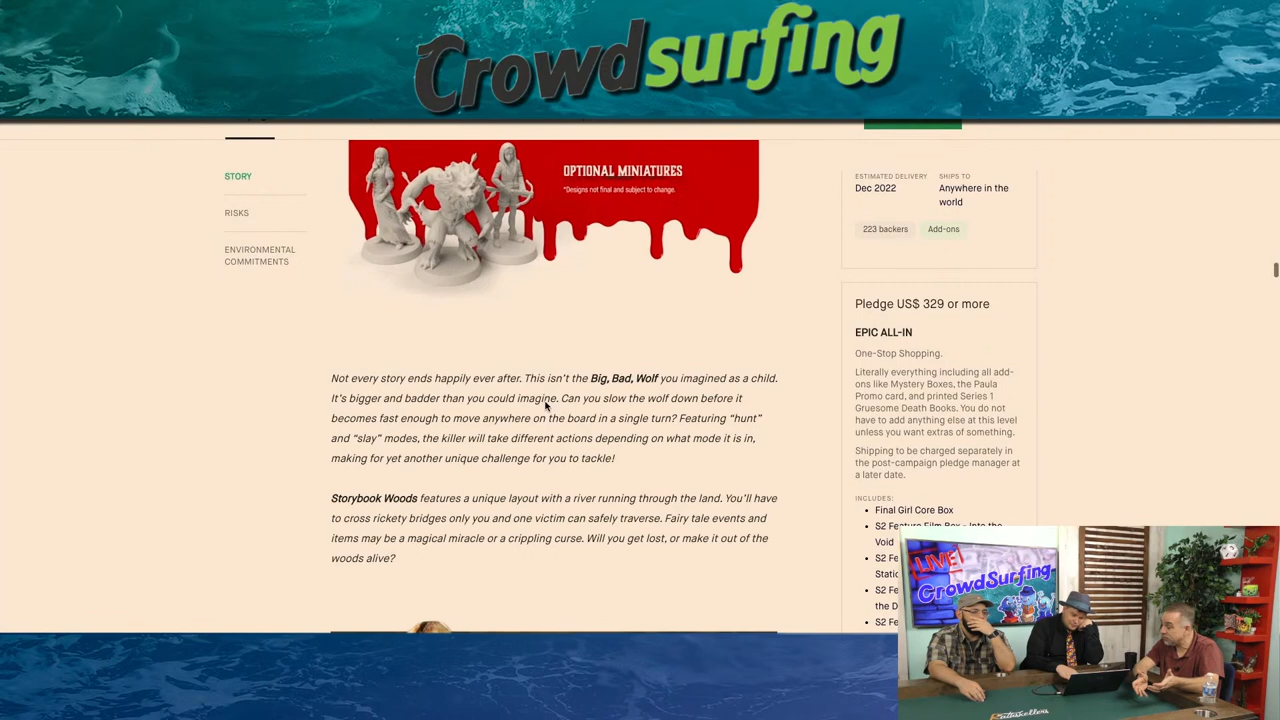 Crowdsurfing
OPTIONAL MINIATURES
*Designs not final and subject to change.
STORY
RISKS
ENVIRONMENTAL
COMMITMENTS
Not every story ends happily ever after. This isn't the Big, Bad, Wolf you imagined as a child.
It's bigger and badder than you could imagine. Can you slow the wolf down before it
becomes fast enough to move anywhere on the board in a single turn? Featuring "hunt"
and "slay" modes, the killer will take different actions depending on what mode it is in,
making for yet another unique challenge for you to tackle!
Storybook Woods features a unique layout with a river running through the land. You'll have
to cross rickety bridges only you and one victim can safely traverse. Fairy tale events and
items may be a magical miracle or a crippling curse. Will you get lost, or make it out of the
woods alive?
ESTIMATED DELIVERY
Dec 2022
SHIPS TO
Anywhere in the
world
223 backers
Add-ons
Pledge US$ 329 or more
EPIC ALL-IN
One-Stop Shopping.
Literally everything including all add-
ons like Mystery Boxes, the Paula
Promo card, and printed Series 1
Gruesome Death Books. You do not
have to add anything else at this level
unless you want extras of something.
Shipping to be charged separately in
the post-campaign pledge manager at
a later date.
INCLUDES:
• Final Girl Core Box
• S2 Feature Film Box - Into the
Void
• S2 Fe
Static
• S2 Fe
the D
• S2 Fe
LIVE!
CrowdSurfing